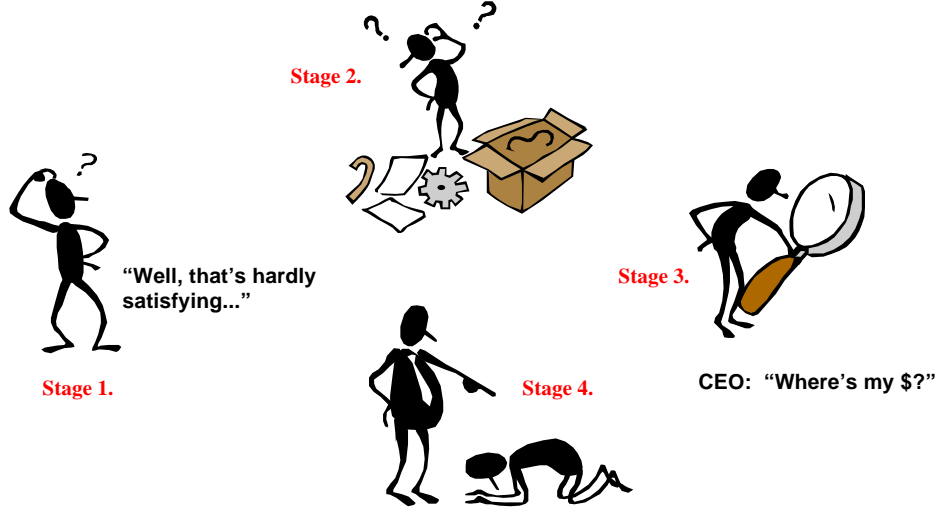 Stage 1.
“Well, that’s hardly
satisfying...”
? ?
Stage 2.
?
Stage 3.
CEO:  “Where’s my $?”
Stage 4.